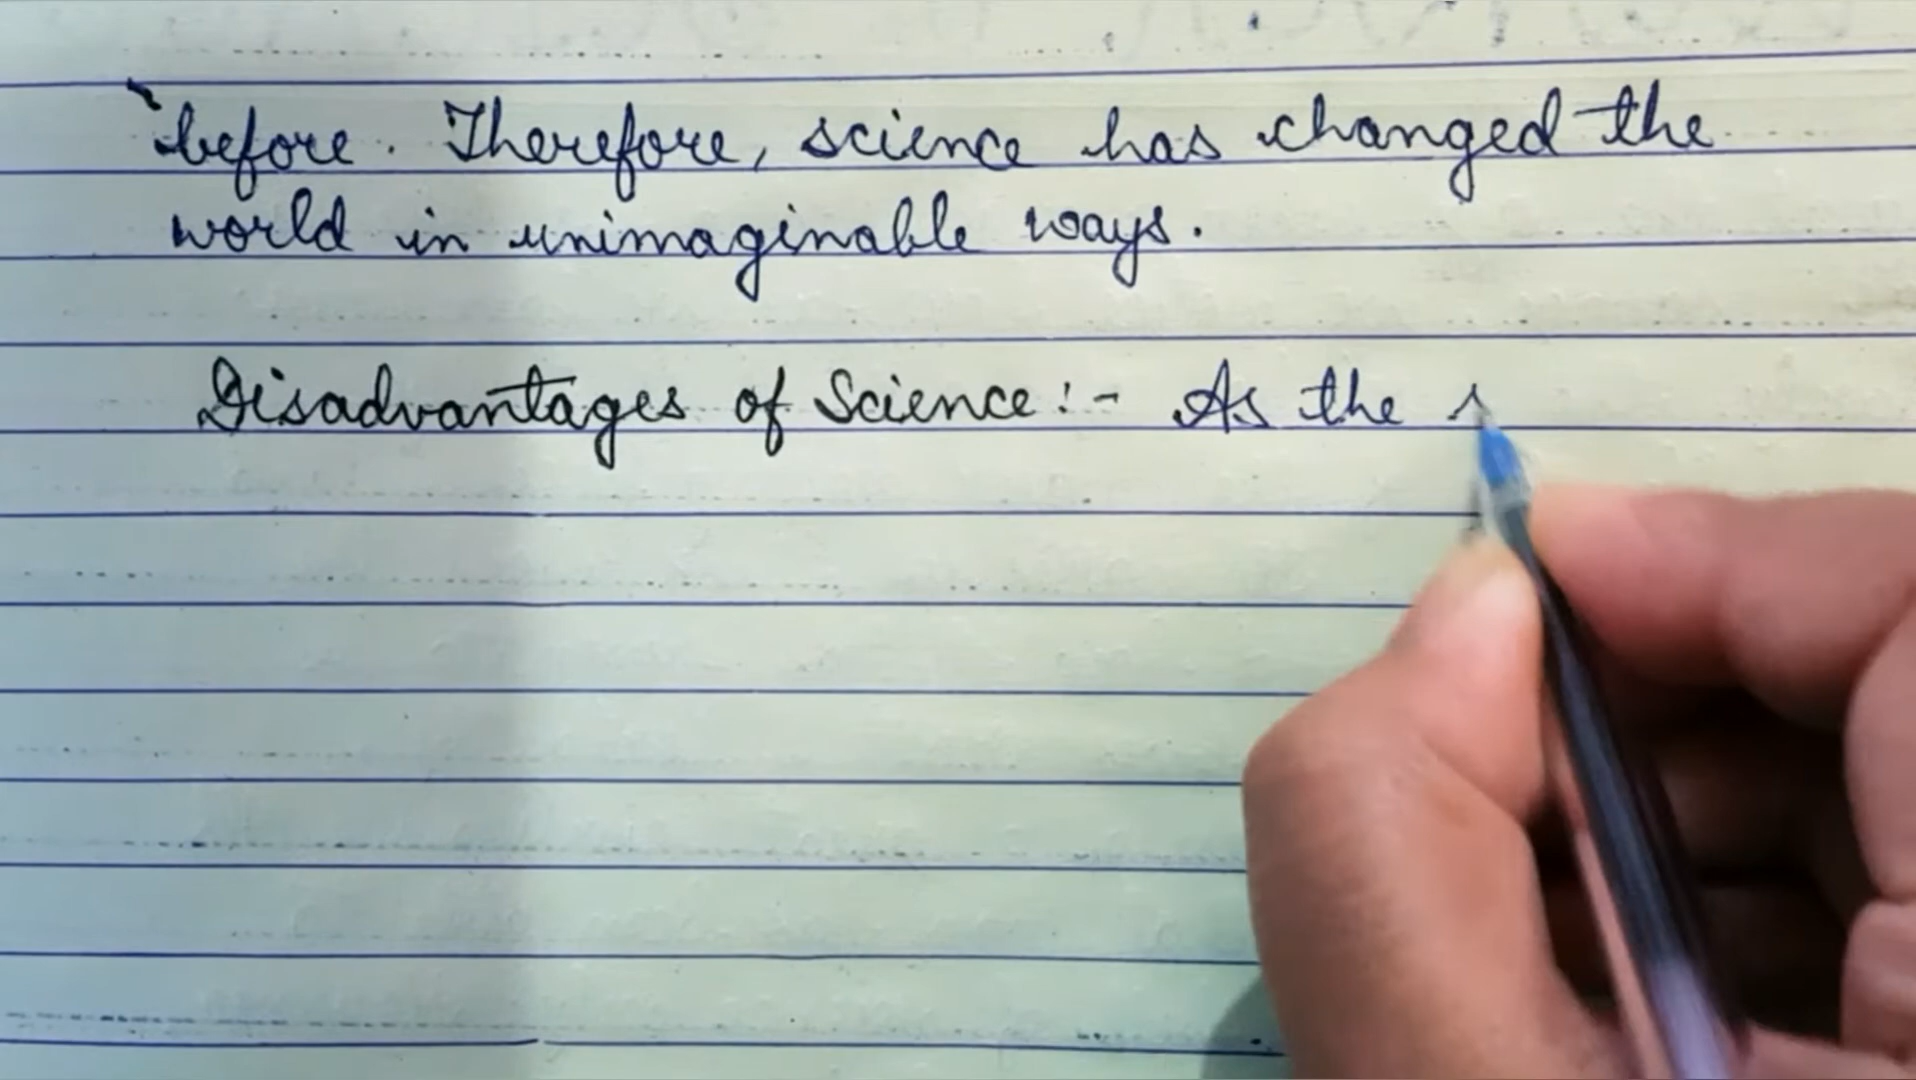 before. Therefore, science has changed the
world in unimaginable ways.
Disadvantages of Science :- As the s